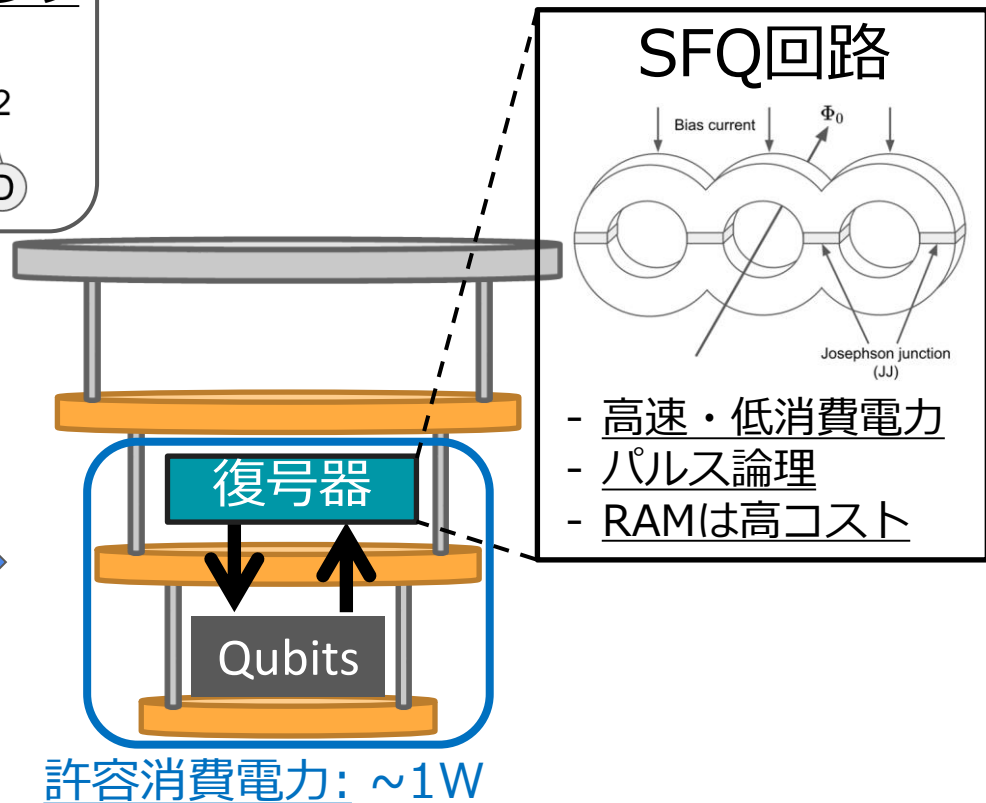 2
SFQ回路
Bias current
Φ₀
Josephson junction
(JJ)
- 高速・低消費電力
- パルス論理
- RAMは高コスト
復号器
Qubits
許容消費電力: ~1W